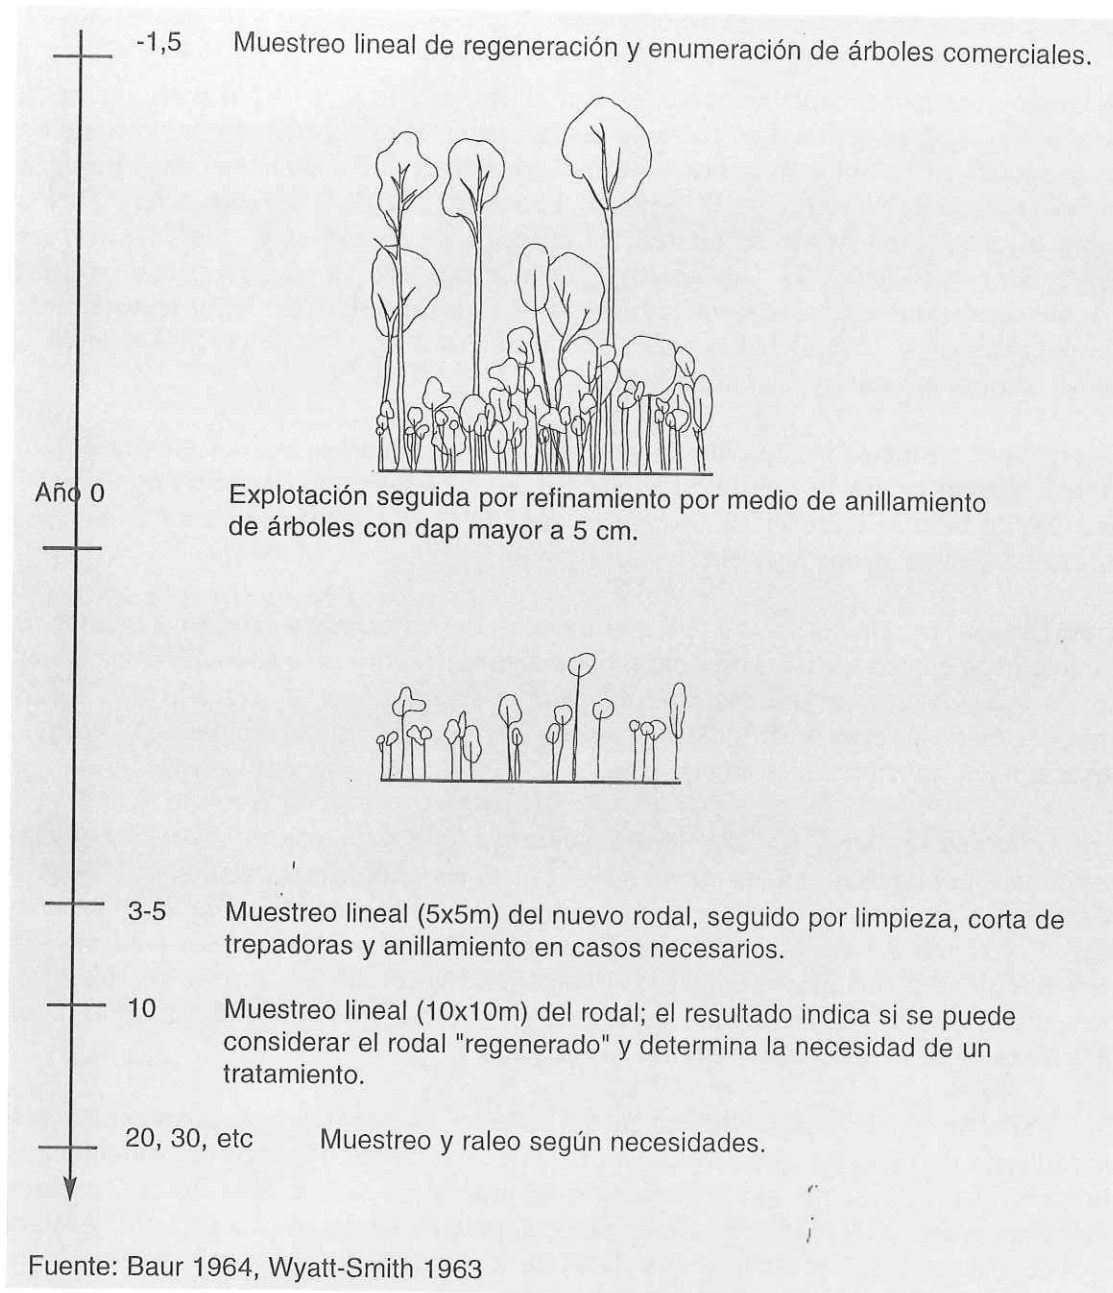 -1,5 Muestreo lineal de regeneración y enumeración de árboles comerciales.
Año 0 Explotación seguida por refinamiento por medio de anillamiento
de árboles con dap mayor a 5 cm.
3-5 Muestreo lineal (5x5m) del nuevo rodal, seguido por limpieza, corta de
trepadoras y anillamiento en casos necesarios.
10 Muestreo lineal (10x10m) del rodal; el resultado indica si se puede
considerar el rodal "regenerado" y determina la necesidad de un
tratamiento.
20, 30, etc Muestreo y raleo según necesidades.
Fuente: Baur 1964, Wyatt-Smith 1963